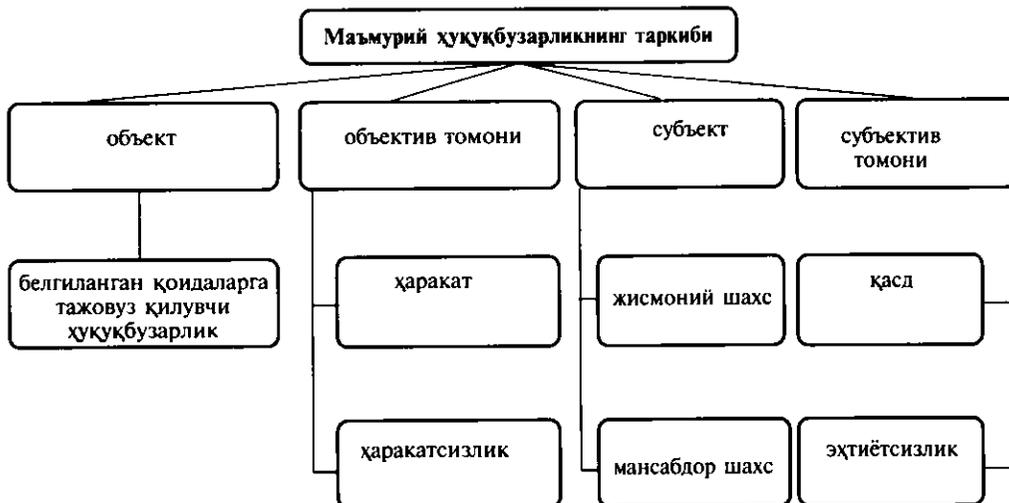 Маъмурий ҳуқуқбузарликнинг таркиби
объект
объектив томони
субъект
субъектив
томони
белгиланган қоидаларга
тажовуз қилувчи
ҳуқуқбузарлик
ҳаракат
жисмоний шахс
қасд
ҳаракатсизлик
мансабдор шахс
эҳтиётсизлик